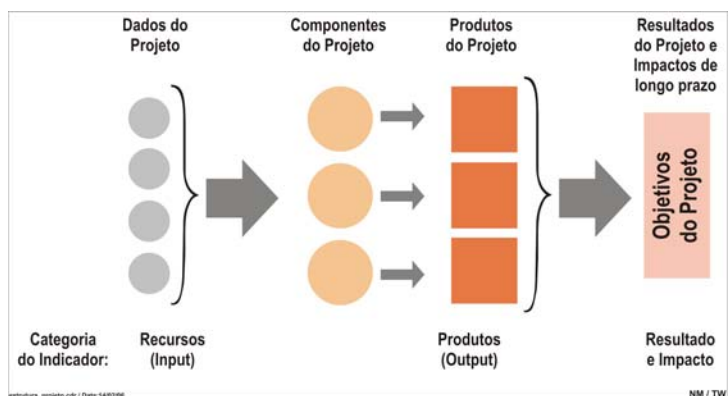 Dados do
Projeto
Componentes
do Projeto
Produtos
do Projeto
Resultados
do Projeto e
Impactos de
longo prazo
Objetivos
do Projeto
Categoria
do Indicador:
Recursos
(Input)
Produtos
(Output)
Resultado
e Impacto
NM / TW